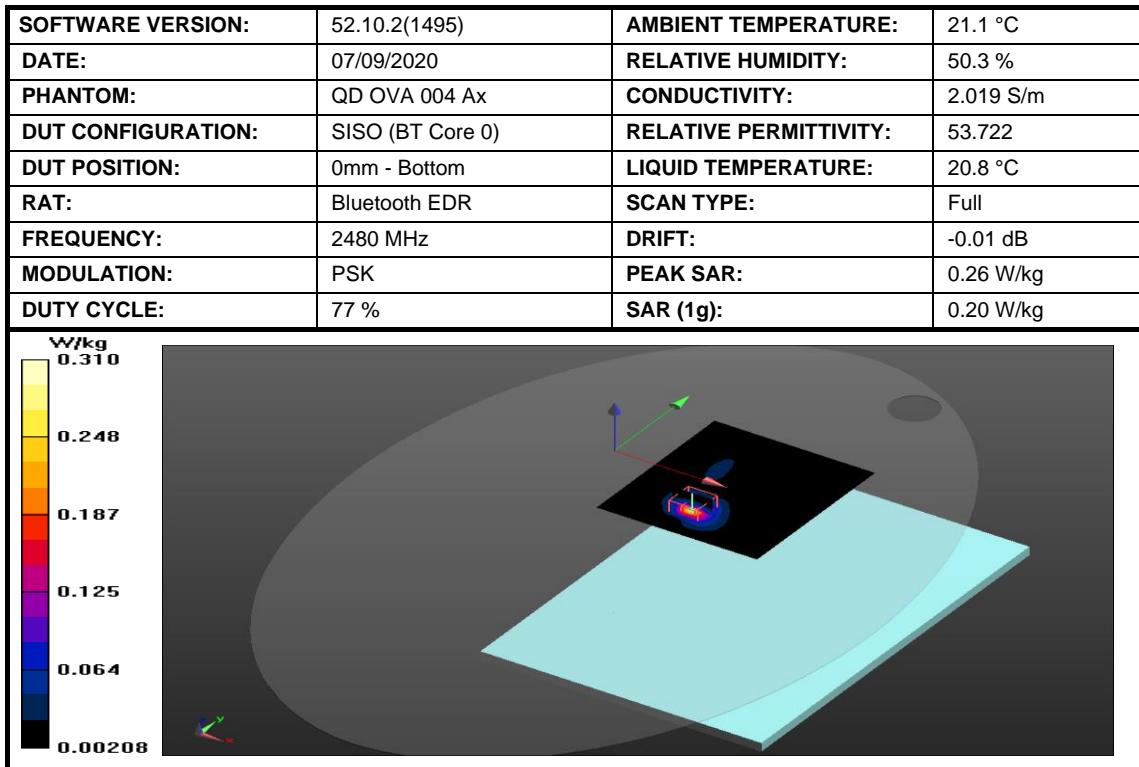 SOFTWARE VERSION: 52.10.2(1495) AMBIENT TEMPERATURE: 21.1 °C
DATE: 07/09/2020 RELATIVE HUMIDITY: 50.3 %
PHANTOM: QD OVA 004 Ax CONDUCTIVITY: 2.019 S/m
DUT CONFIGURATION: SISO (BT Core 0) RELATIVE PERMITTIVITY: 53.722
DUT POSITION: 0mm - Bottom LIQUID TEMPERATURE: 20.8 °C
RAT: Bluetooth EDR SCAN TYPE: Full
FREQUENCY: 2480 MHz DRIFT: -0.01 dB
MODULATION: PSK PEAK SAR: 0.26 W/kg
DUTY CYCLE: 77 % SAR (1g): 0.20 W/kg
W/kg
0.310
0.248
0.187
0.125
0.064
0.00208